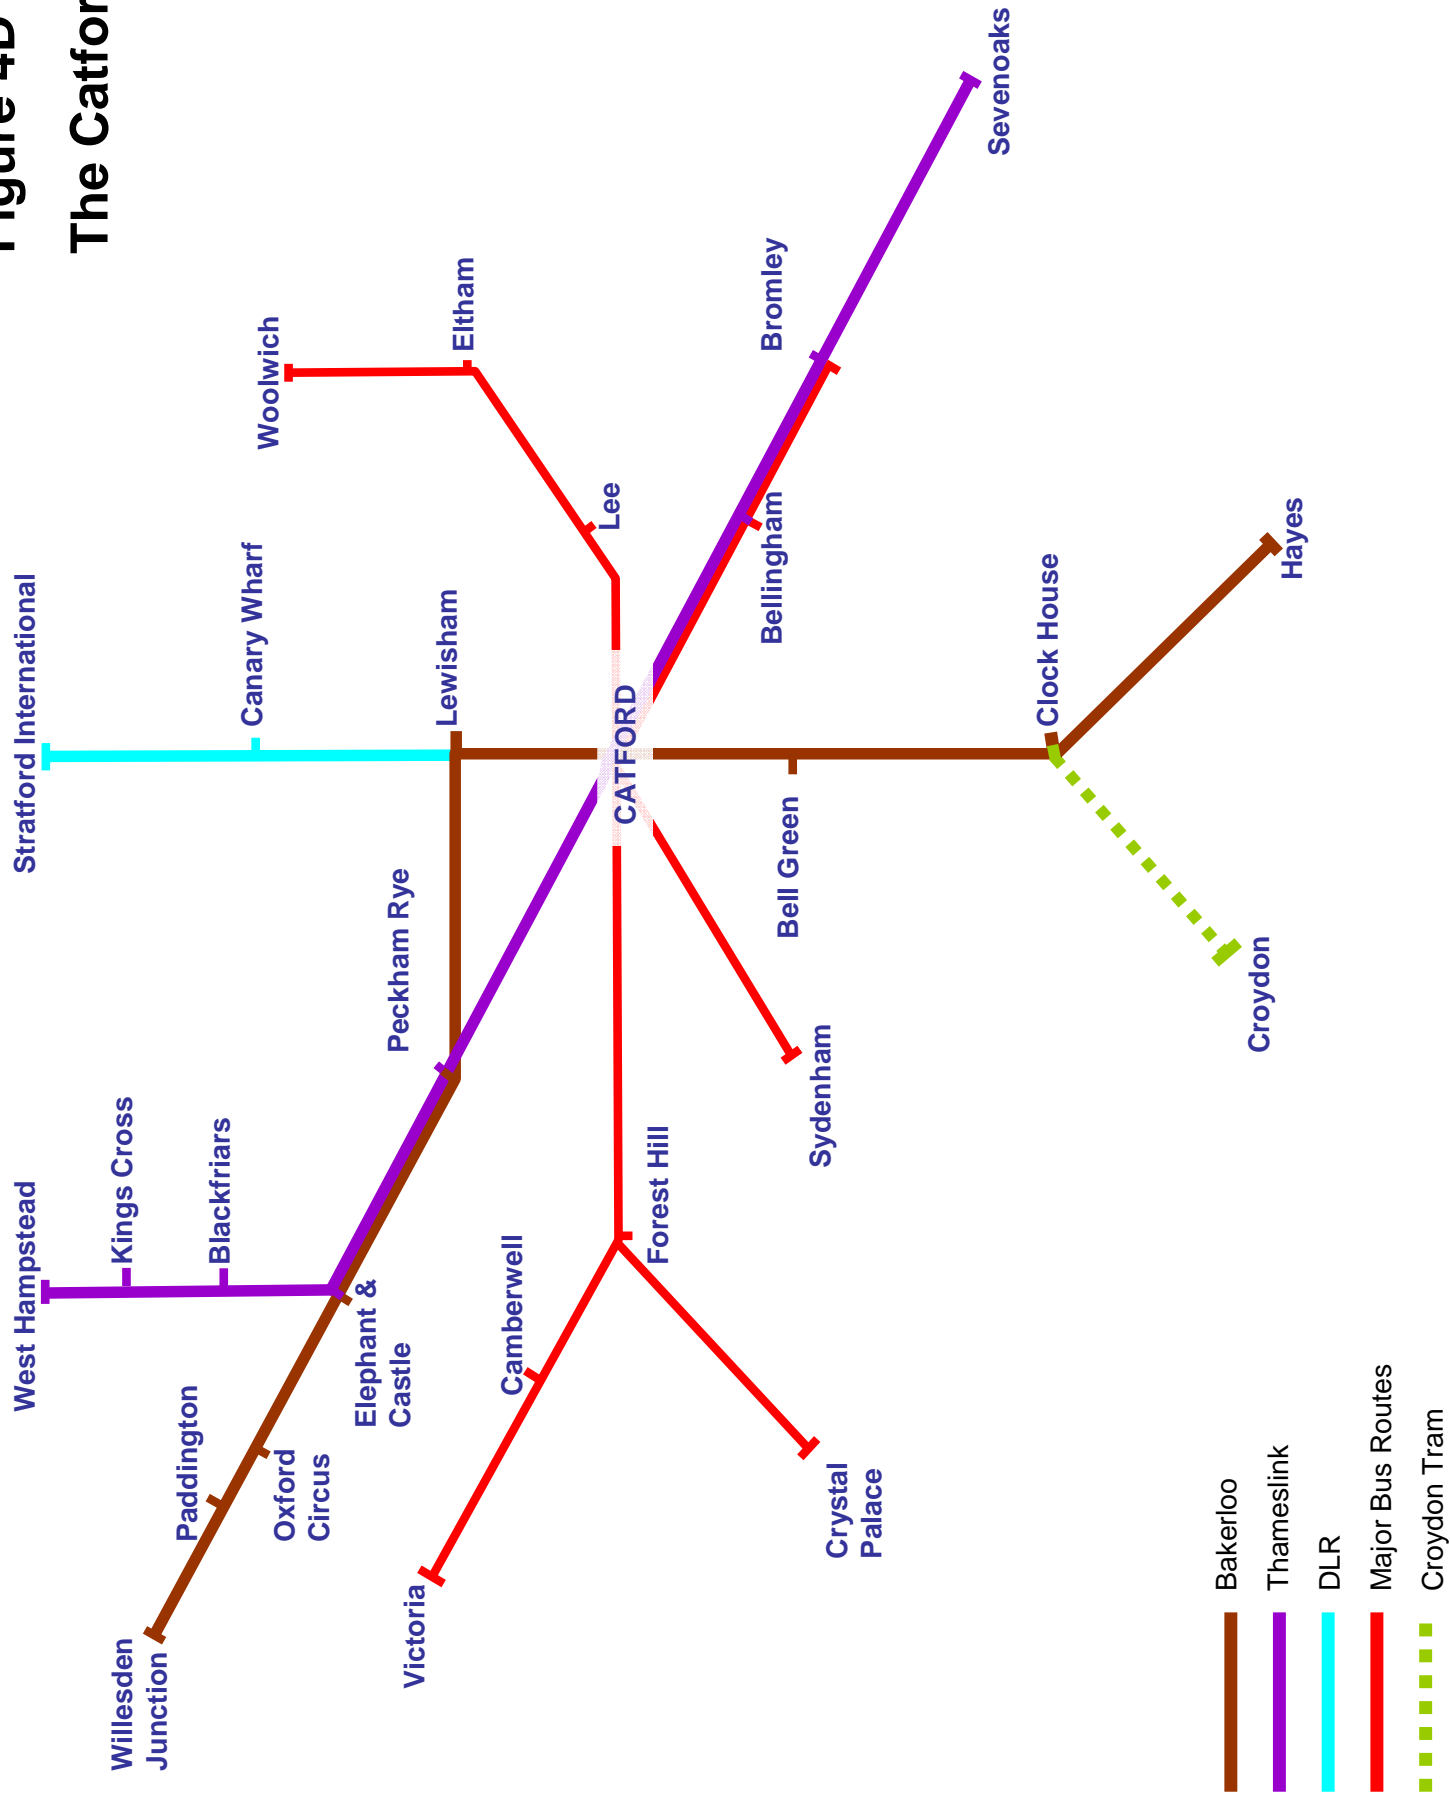 Figure 4D
The Catfor
Stratford International
West Hampstead
Kings Cross
Blackfriars
Canary Wharf
Woolwich
Eltham
Lewisham
Lee
Peckham Rye
Willesden
Junction
Paddington
Oxford
Circus
Elephant &
Castle
Camberwell
Victoria
Forest Hill
Crystal
Palace
Sydenham
CATFORD
Bell Green
Bellingham
Bromley
Sevenoaks
Clock House
Hayes
Croydon
Bakerloo
Thameslink
DLR
Major Bus Routes
Croydon Tram